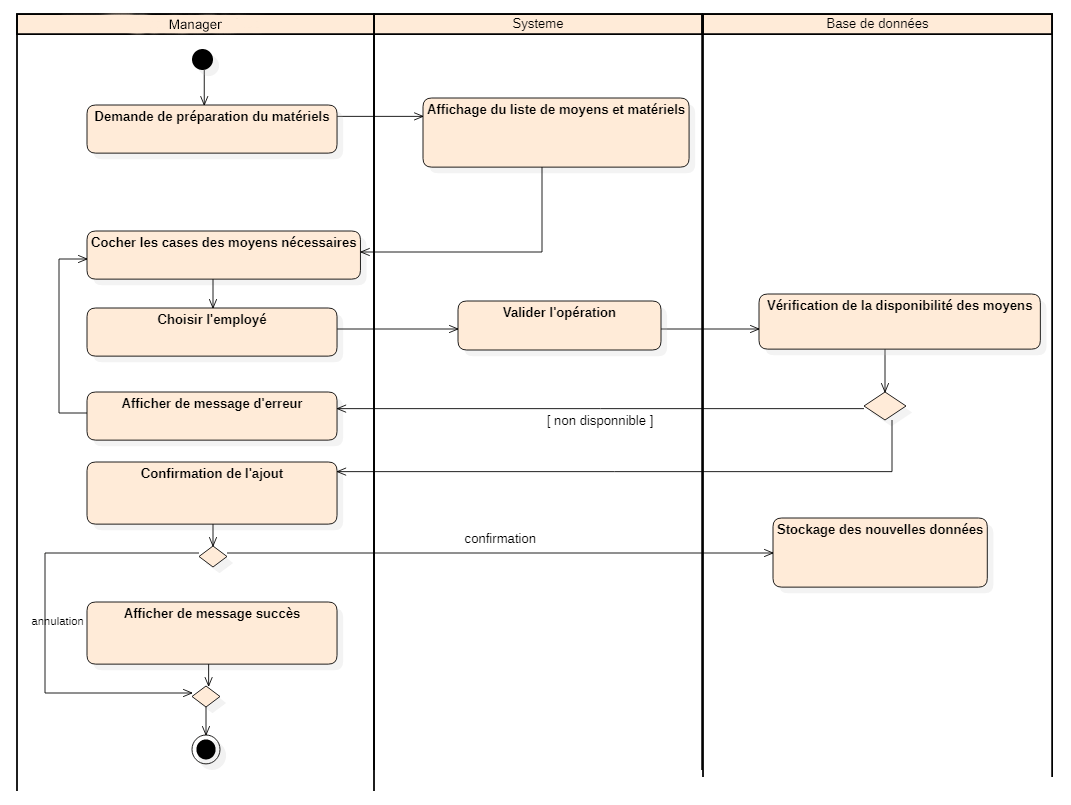 Manager
Systeme
Base de données
Demande de préparation du matériels
Affichage du liste de moyens et matériels
Cocher les cases des moyens nécessaires
Choisir l'employé
Valider l'opération
Vérification de la disponibilité des moyens
Afficher de message d'erreur
[ non disponnible ]
Confirmation de l'ajout
confirmation
Stockage des nouvelles données
Afficher de message succès
annulation